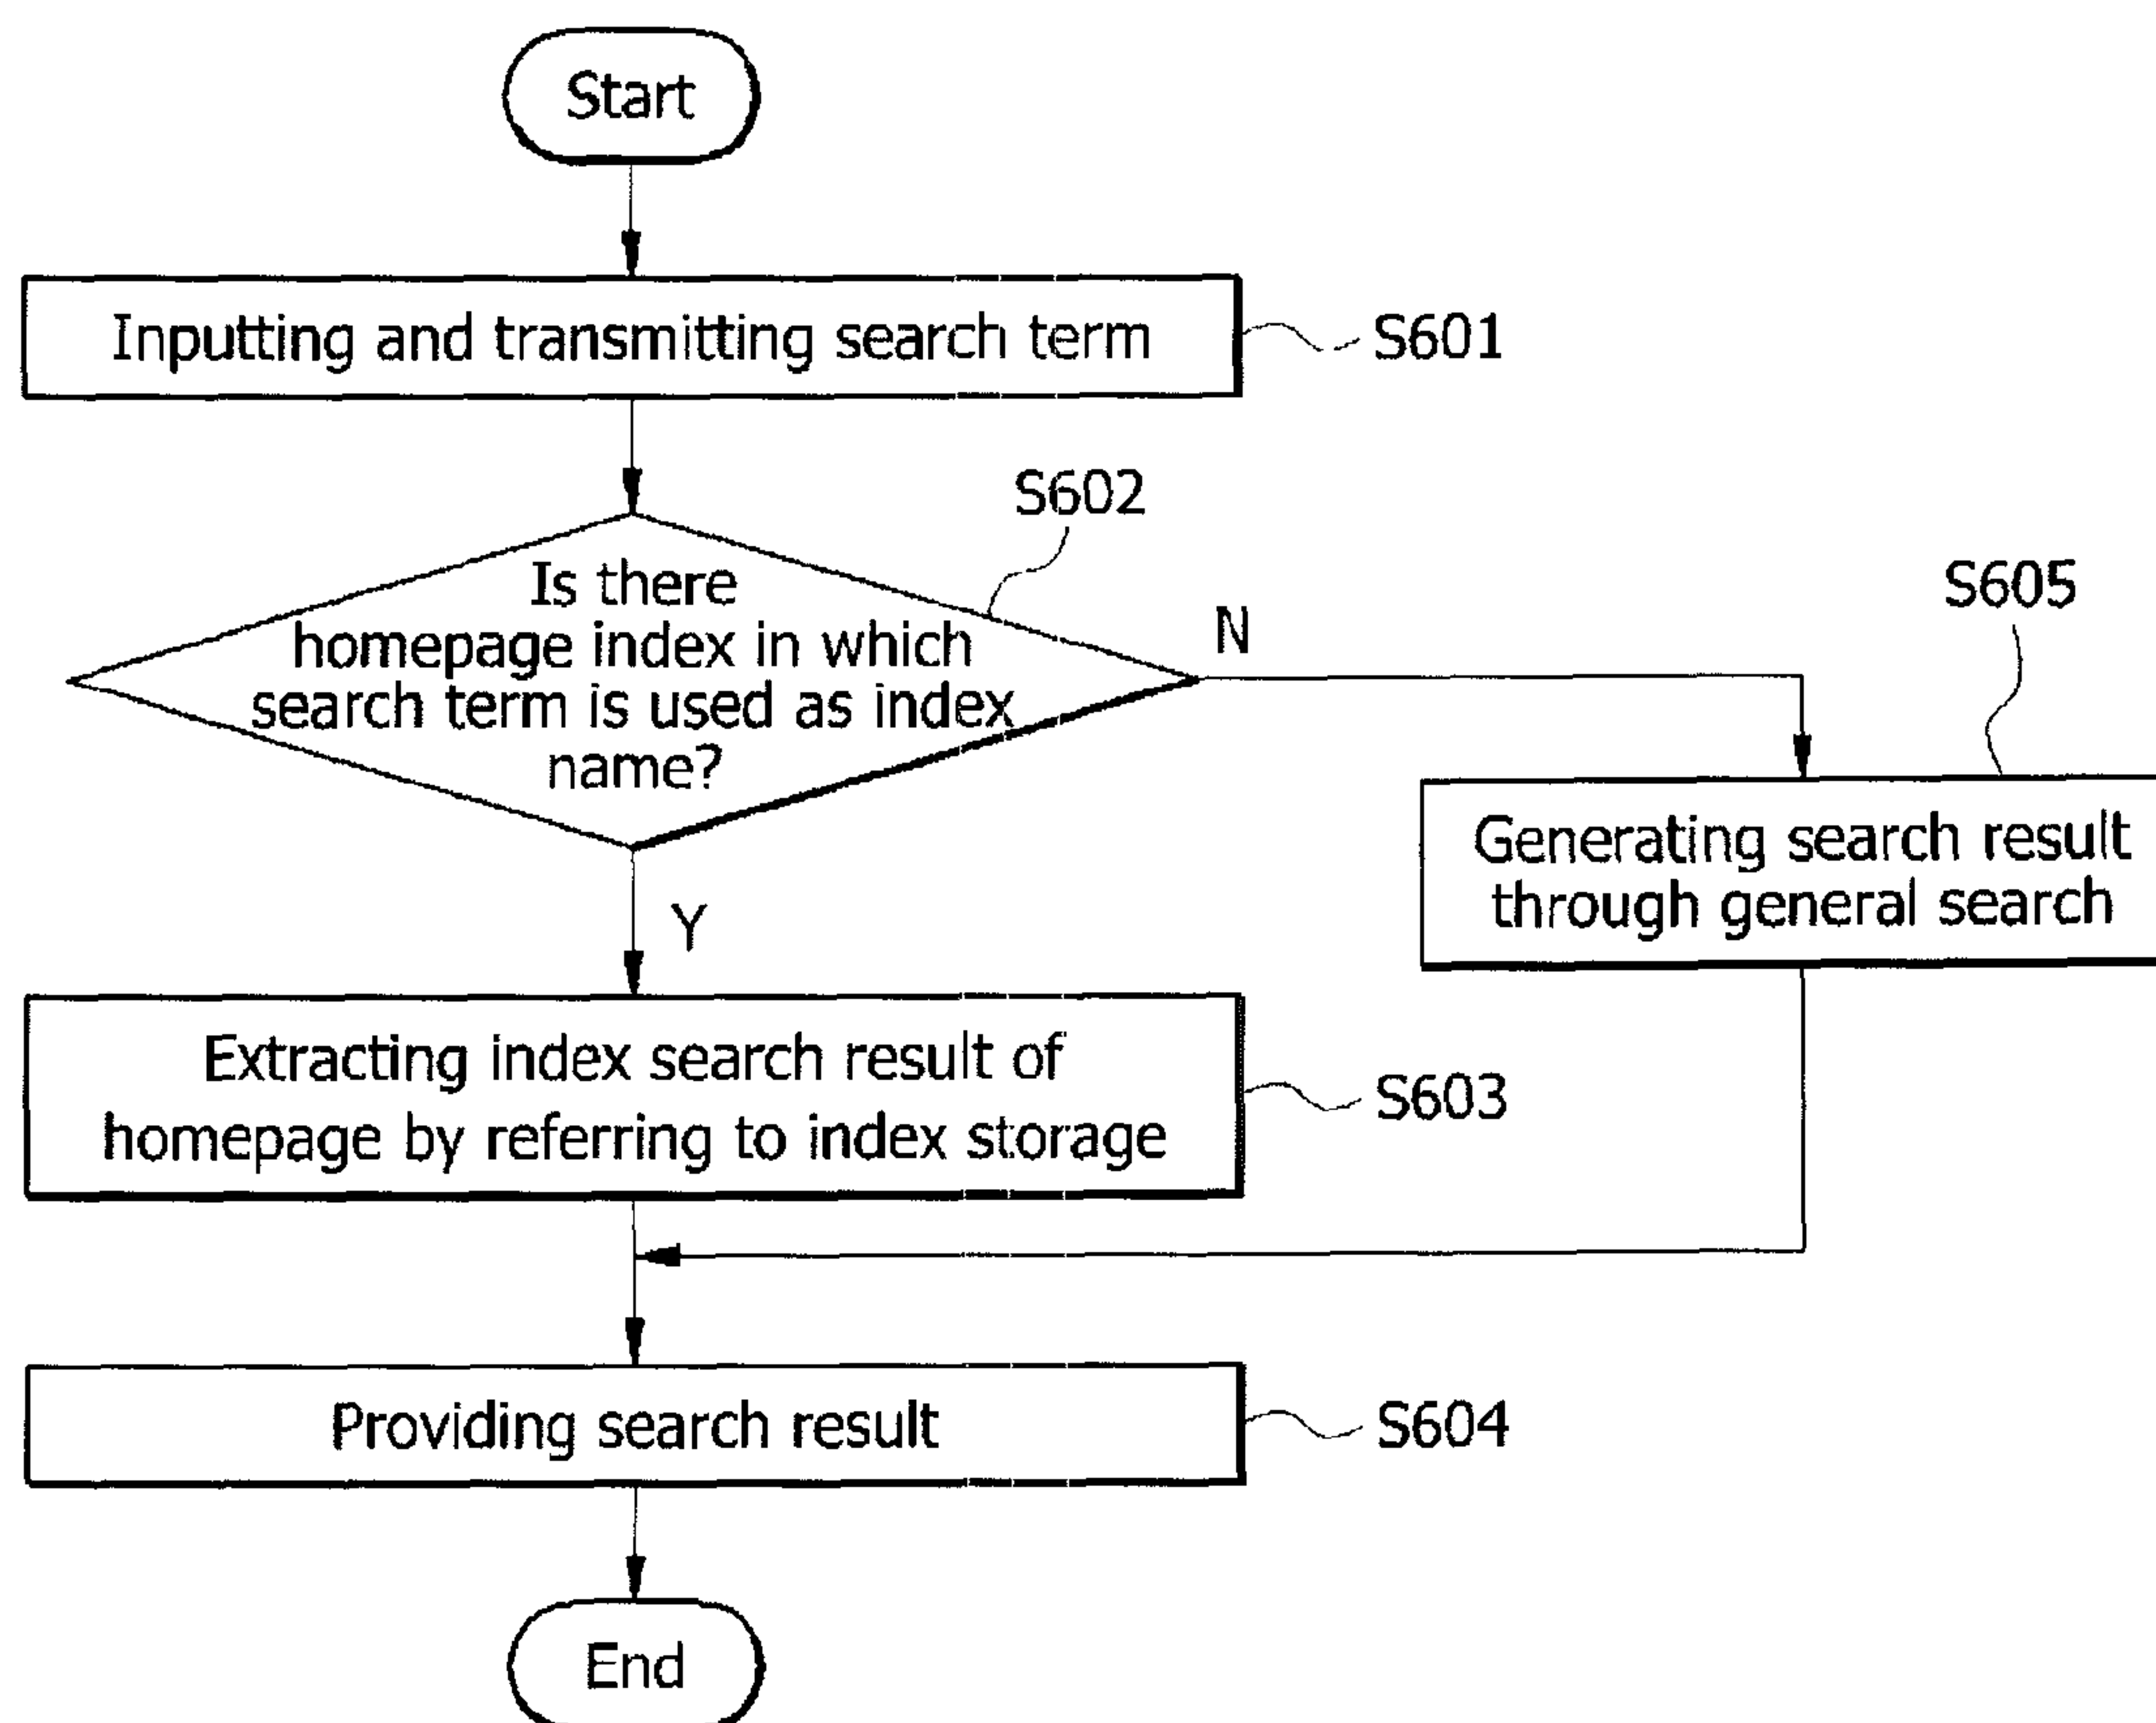 Start
Inputting and transmitting search term
S601
S602
Is there
homepage index in which
search term is used as index
name?
N
S605
Generating search result
through general search
Y
Extracting index search result of
homepage by referring to index storage
S603
Providing search result
S604
End